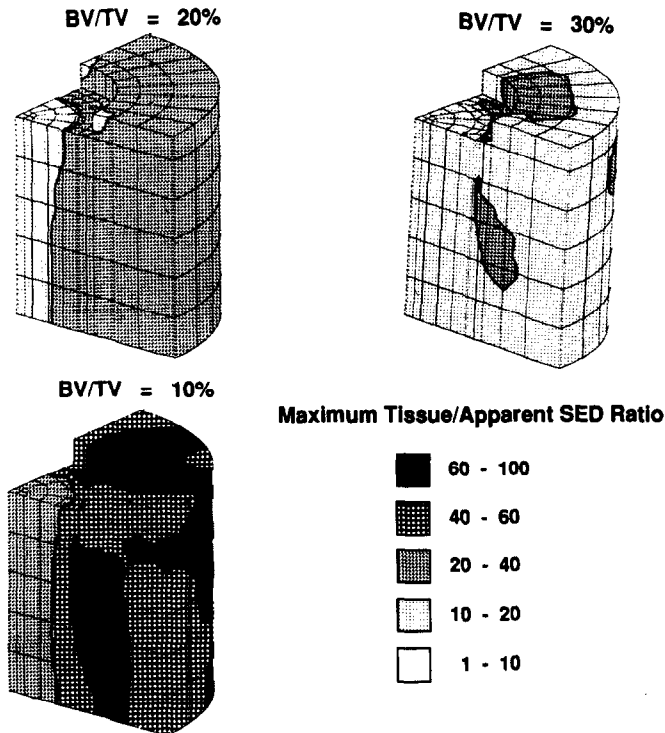 BV/TV = 20%
BV/TV = 30%
BV/TV = 10%
Maximum Tissue/Apparent SED Ratio
60 - 100
40 - 60
20 - 40
10 - 20
1 - 10